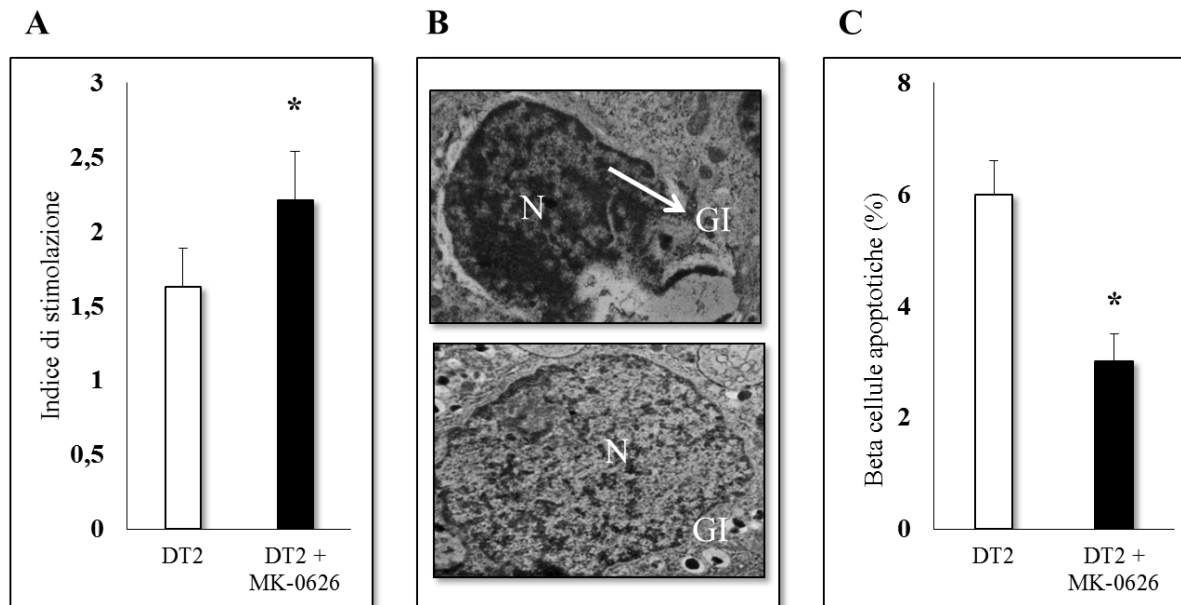 A
Indice di stimolazione
3
2,5
2
1,5
1
0,5
0
*
DT2
DT2 +
MK-0626
B
N
GI
N
GI
C
Beta cellule apoptotiche (%)
8
6
4
2
0
*
DT2
DT2 +
MK-0626